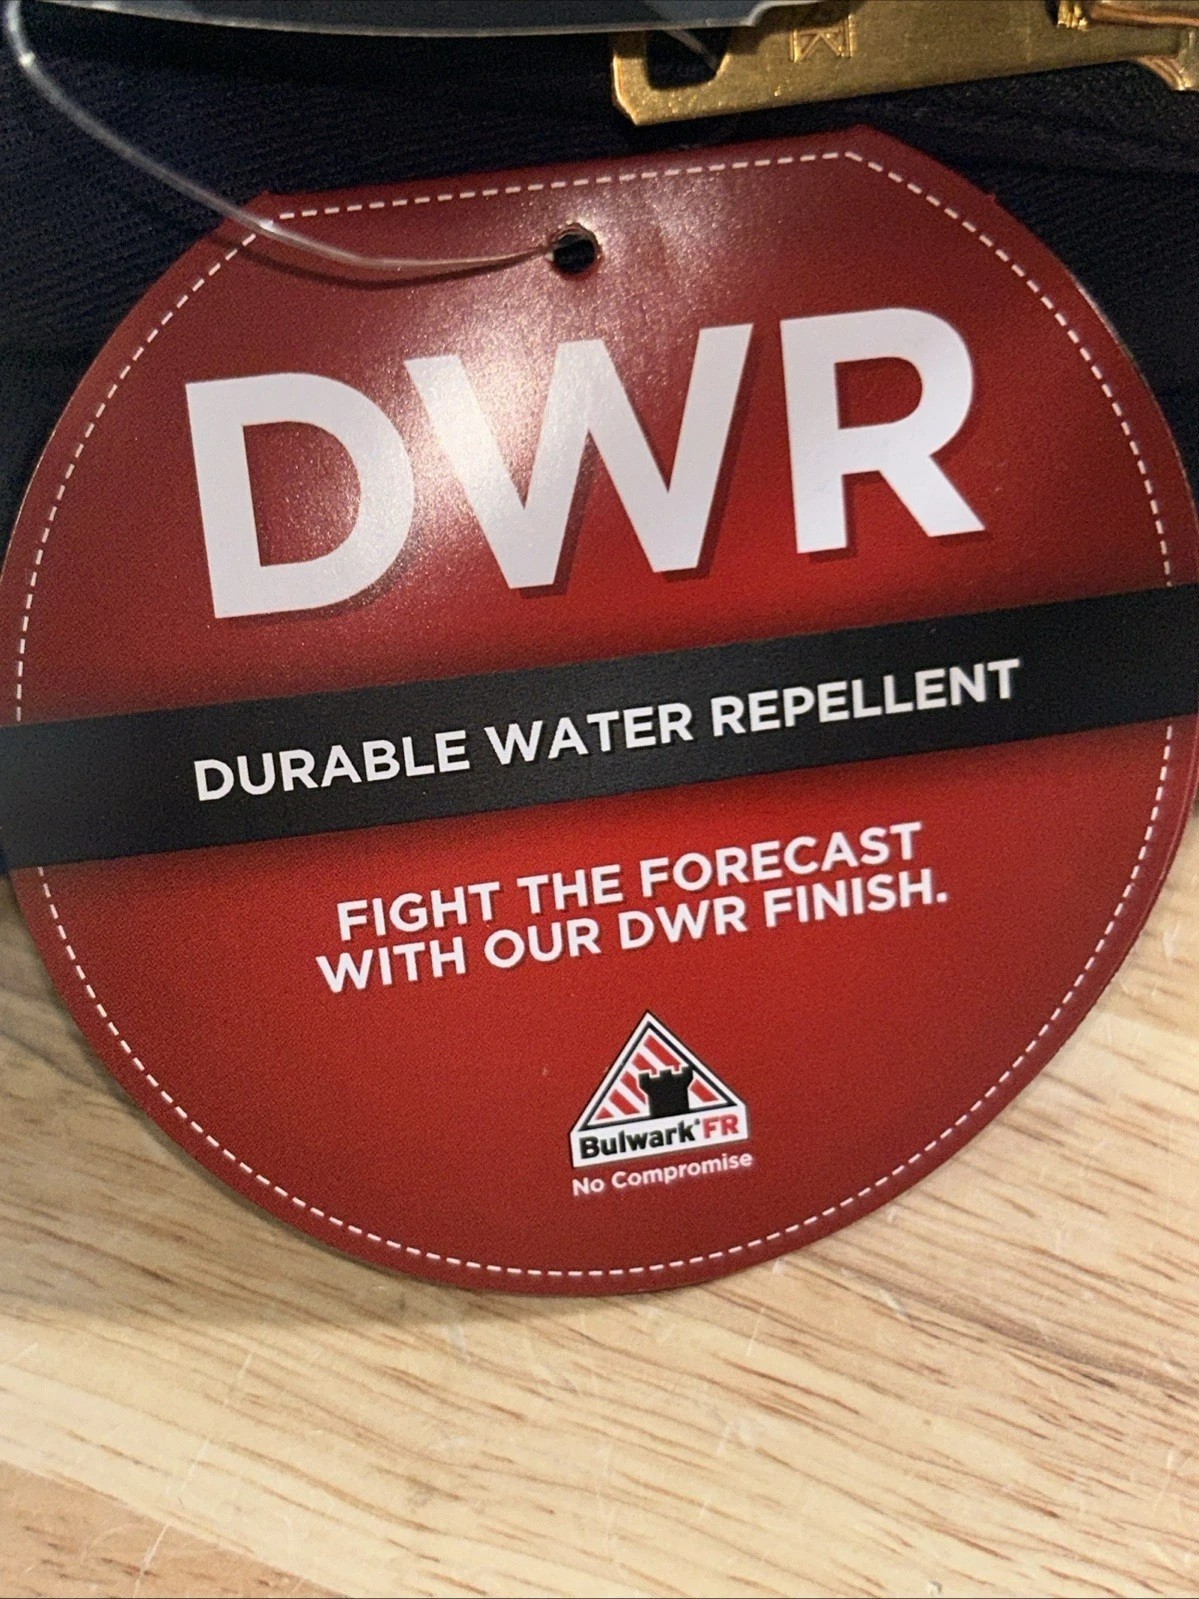 DWR
DURABLE WATER REPELLENT
FIGHT THE FORECAST
WITH OUR DWR FINISH.
Bulwark®FR
No Compromise